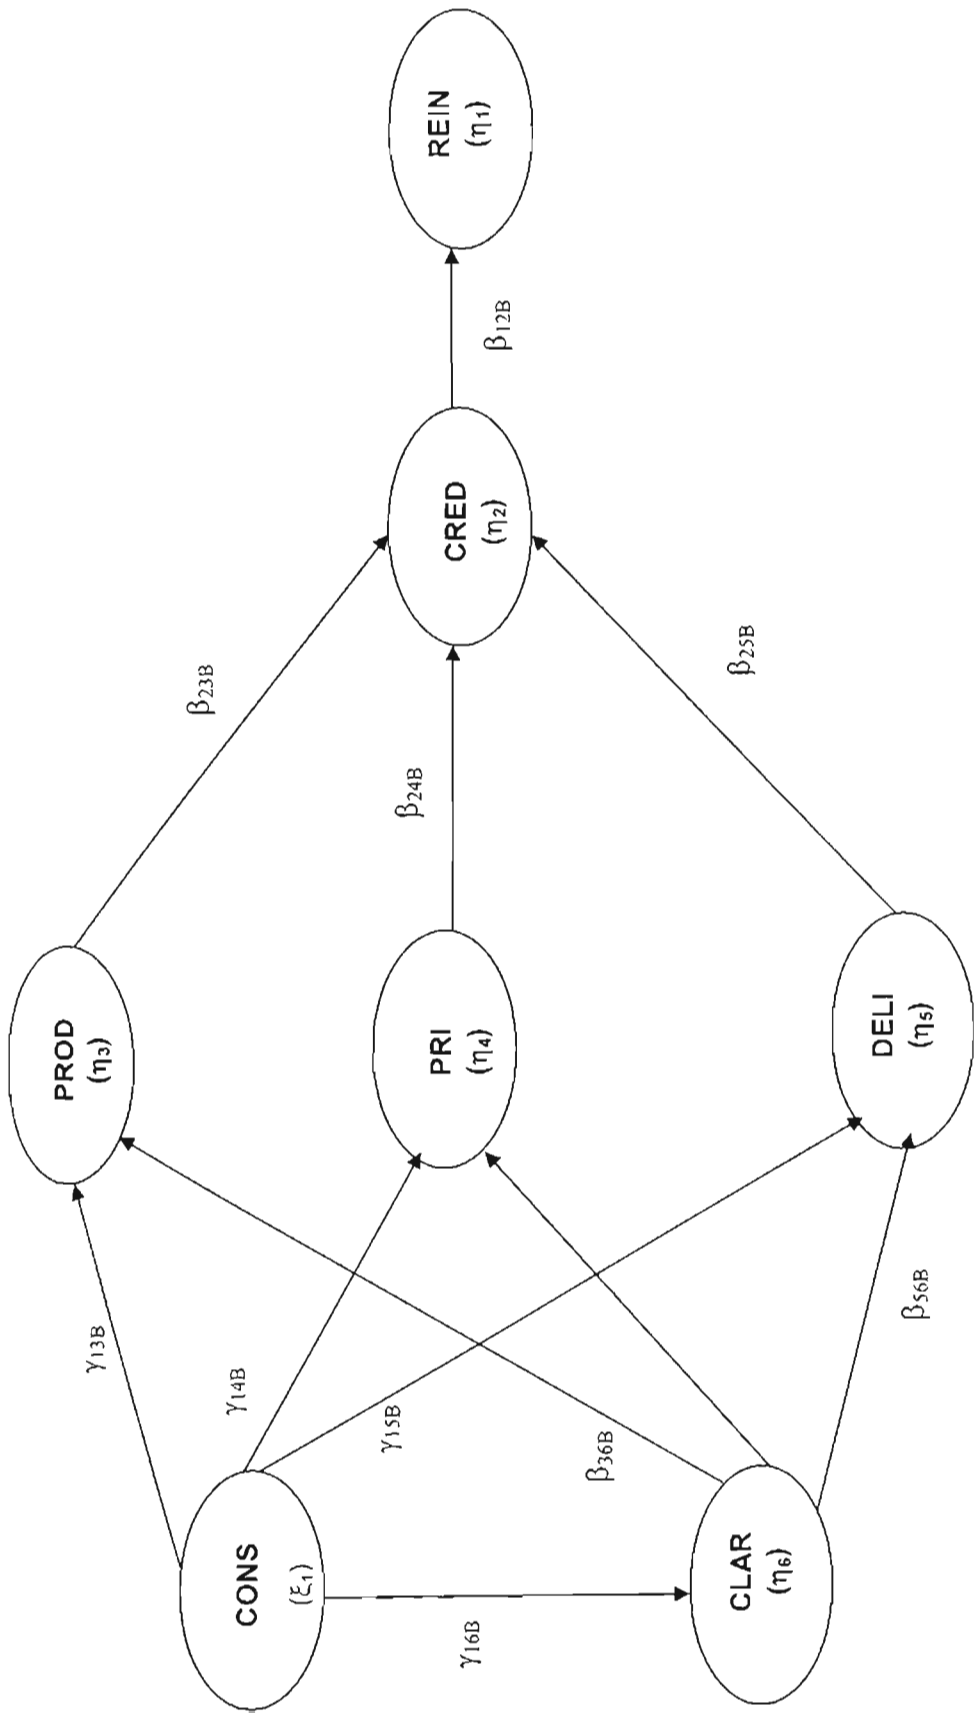 PROD
(η₃)
γ₁₃B
β₂₃B
γ₁₄B
CONS
(ξ₁)
γ₁₅B
β₂₄B
PRI
(η₄)
CRED
(η₂)
REIN
(η₁)
β₁₂B
γ₁₆B
β₃₆B
β₂₅B
CLAR
(η₆)
DELI
(η₅)
β₅₆B